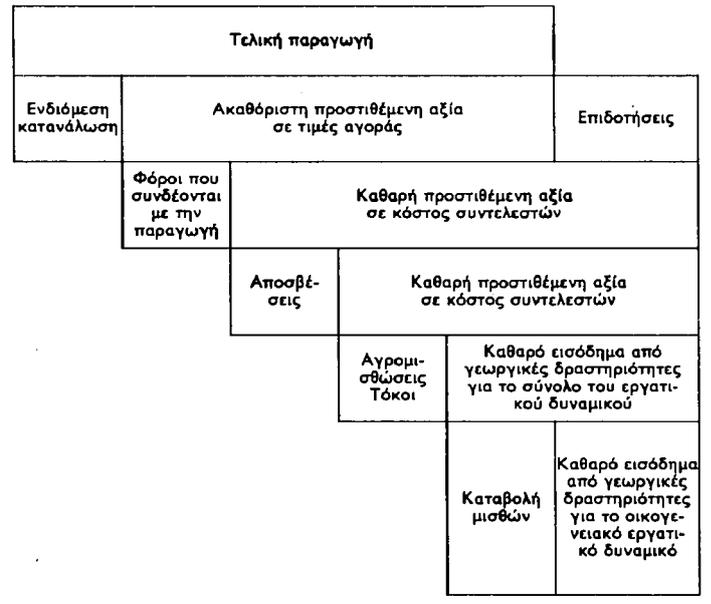 Τελική παραγωγή
Ενδιόμεση
κατανάλωση
Ακαθόριστη προστιθέμενη αξία
σε τιμές αγοράς
Επιδοτήσεις
Φόροι που
συνδέονται
με την
παραγωγή
Καθαρή προστιθέμενη αξία
σε κόστος συντελεστών
Αποσβέ-
σεις
Καθαρή προστιθέμενη αξία
σε κόστος συντελεστών
Αγρομι-
σθώσεις
Τόκοι
Καθαρό εισόδημα από
γεωργικές δραστηριότητες
για το σύνολο του εργατι-
κού δυναμικού
Καταβολή
μισθών
Καθαρό εισόδημα
από γεωργικές
δραστηριότητες
για το οικογε-
νειακό εργατι-
κό δυναμικό